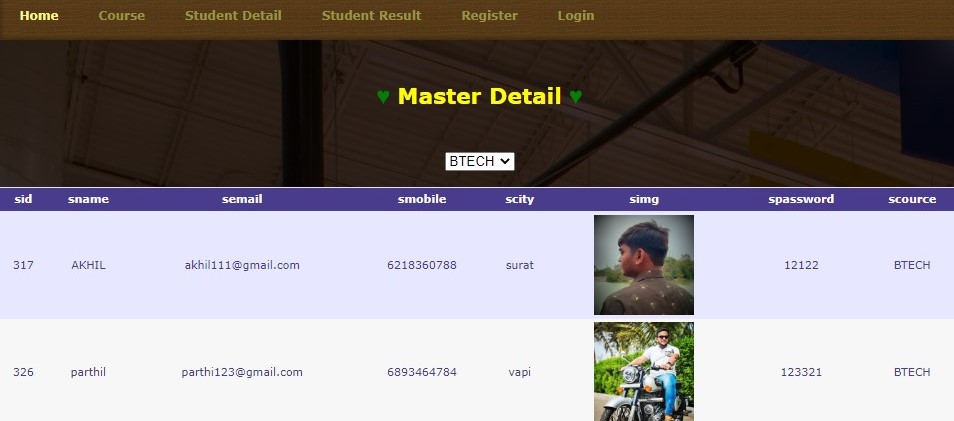 Home Course Student Detail Student Result Register Login
♥ Master Detail ♥
BTECH
sid sname semail smobile scity simg spassword scource
317 AKHIL akhil111@gmail.com 6218360788 surat 12122 BTECH
326 parthil parthi123@gmail.com 6893464784 vapi 123321 BTECH